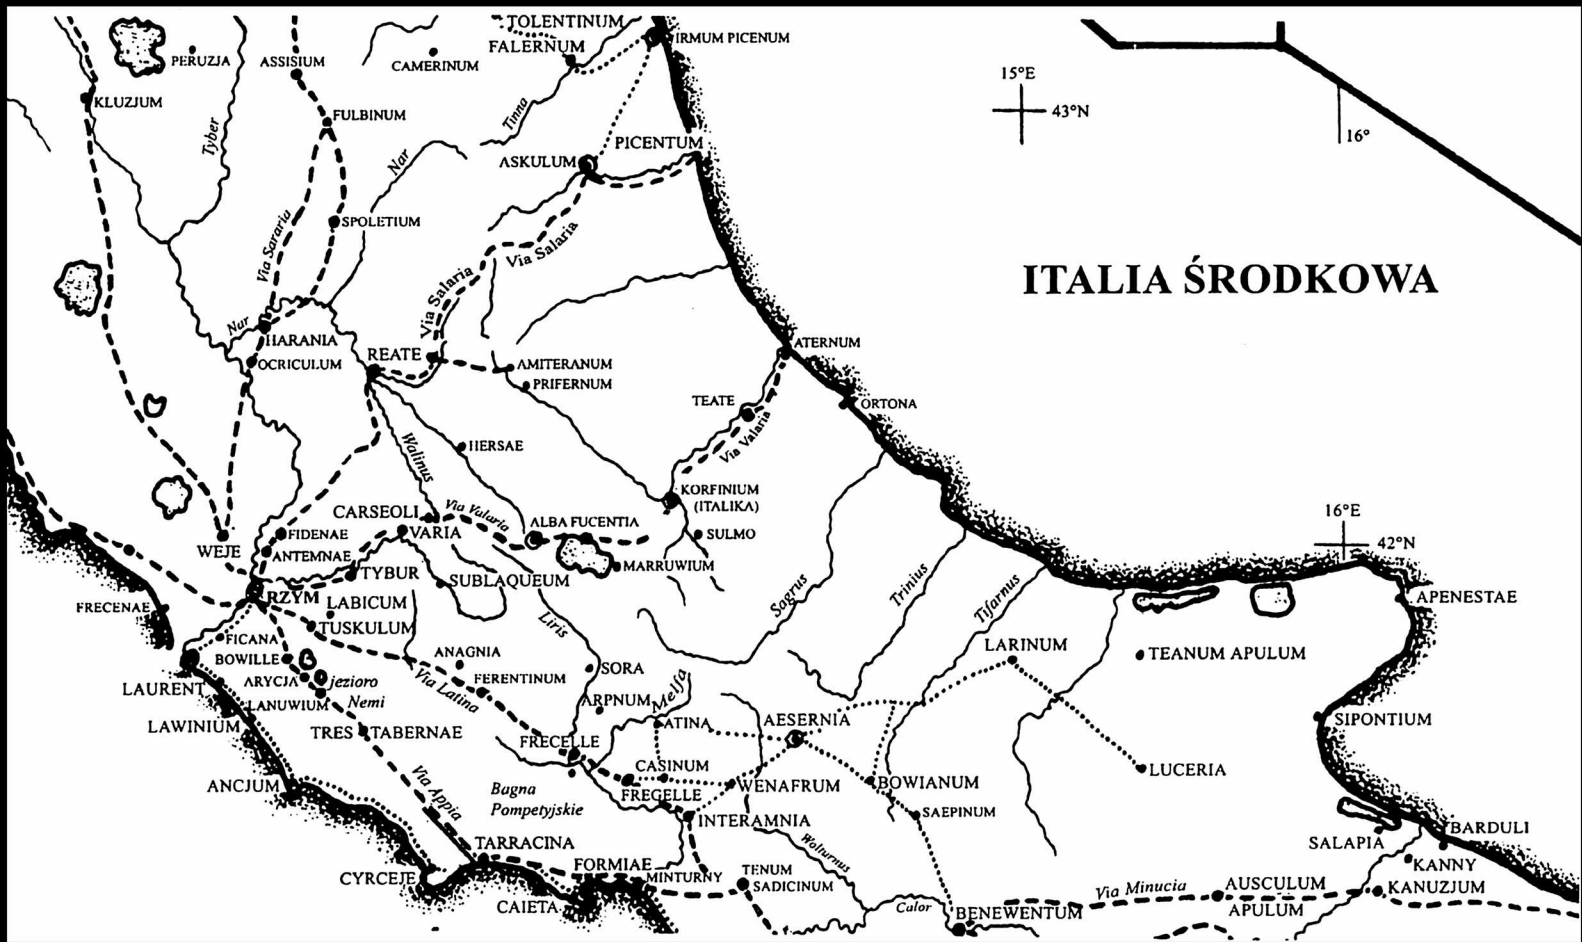 TOLENTINUM
FALERNUM
IRMUM PICENUM
PERUZJA
ASSISIUM
CAMERINUM
15°E
43°N
16°
KLUZJUM
FULBINUM
Tyber
Tinna
Nar
PICENTUM
ASKULUM
SPOLETIUM
Via Sararia
Via Salaria
Via Salaria
ITALIA ŚRODKOWA
Nar
HARANIA
OCRICULUM
REATE
AMITERANUM
PRIFERNUM
ATERNUM
TEATE
ORTONA
Via Valaria
HERSAE
Walinus
KORFINIUM
(ITALIKA)
CARSEOLI
Via Valaria
ALBA FUCENTIA
VARIA
SULMO
16°E
42°N
WEJE
FIDENAE
ANTEMNAE
MARRUWIUM
TYBUR
SUBLAQUEUM
RZYM
FRECENAE
LABICUM
TUSKULUM
Liris
Sagrus
Trinius
Tifarnus
APENESTAE
FICANA
BOWILLE
ARYCJA
jezioro
Nemi
ANAGNIA
FERENTINUM
Via Latina
SORA
LARINUM
TEANUM APULUM
LAURENT
LANUWIUM
LAWINIUM
ARPNUM
Melfa
ATINA
AESERNIA
SIPONTIUM
TRES TABERNAE
FRECELLE
CASINUM
FREGELLE
WENAFRUM
BOWIANUM
LUCERIA
ANCJUM
Via Appia
Bagna
Pompetyjskie
INTERAMNIA
SAEPINUM
BARDULI
SALAPIA
KANNY
TARRACINA
CYRCEJE
FORMIAE
MINTURNY
CAIETA
TENUM
SADICINUM
Wolturnus
Calor
BENEWENTUM
Via Minucia
AUSCULUM
APULUM
KANUZJUM